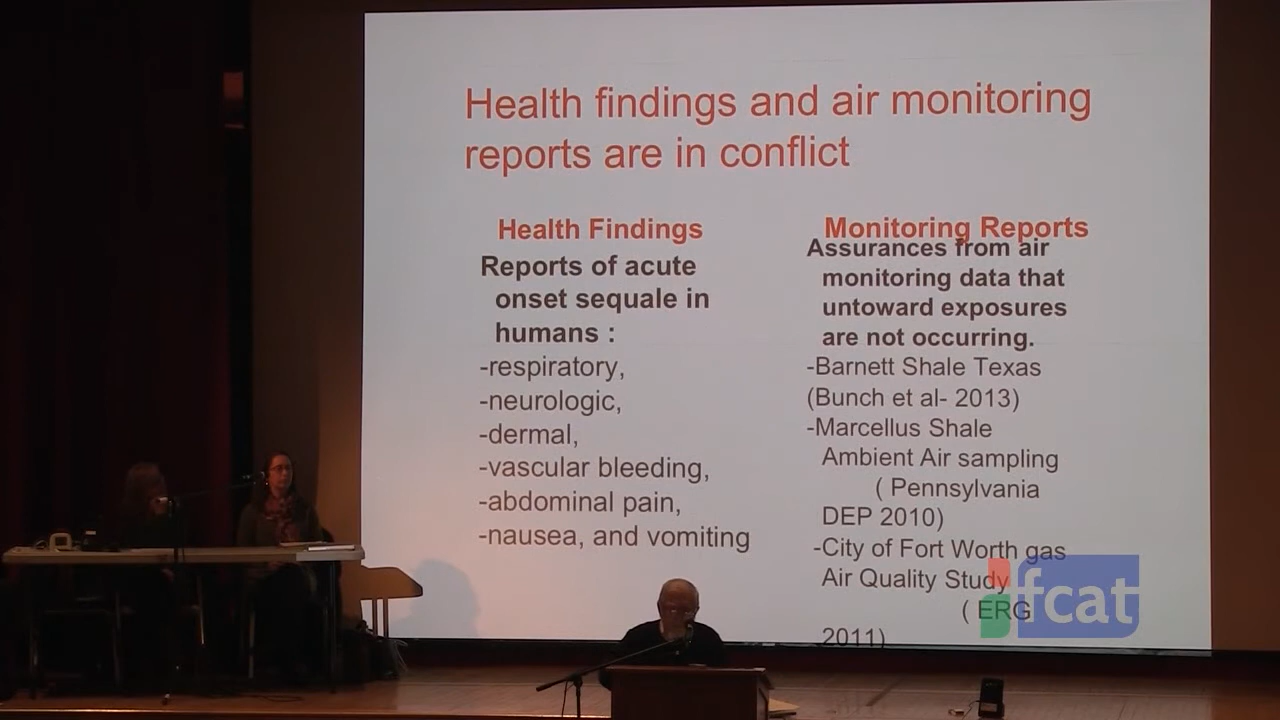 Health findings and air monitoring
reports are in conflict
Health Findings
Reports of acute
onset sequale in
humans :
-respiratory,
-neurologic,
-dermal,
-vascular bleeding,
-abdominal pain,
-nausea, and vomiting
Monitoring Reports
Assurances from air
monitoring data that
untoward exposures
are not occurring.
-Barnett Shale Texas
(Bunch et al- 2013)
-Marcellus Shale
Ambient Air sampling
( Pennsylvania
DEP 2010)
-City of Fort Worth gas
Air Quality Study
( ERG
2011)
fcat